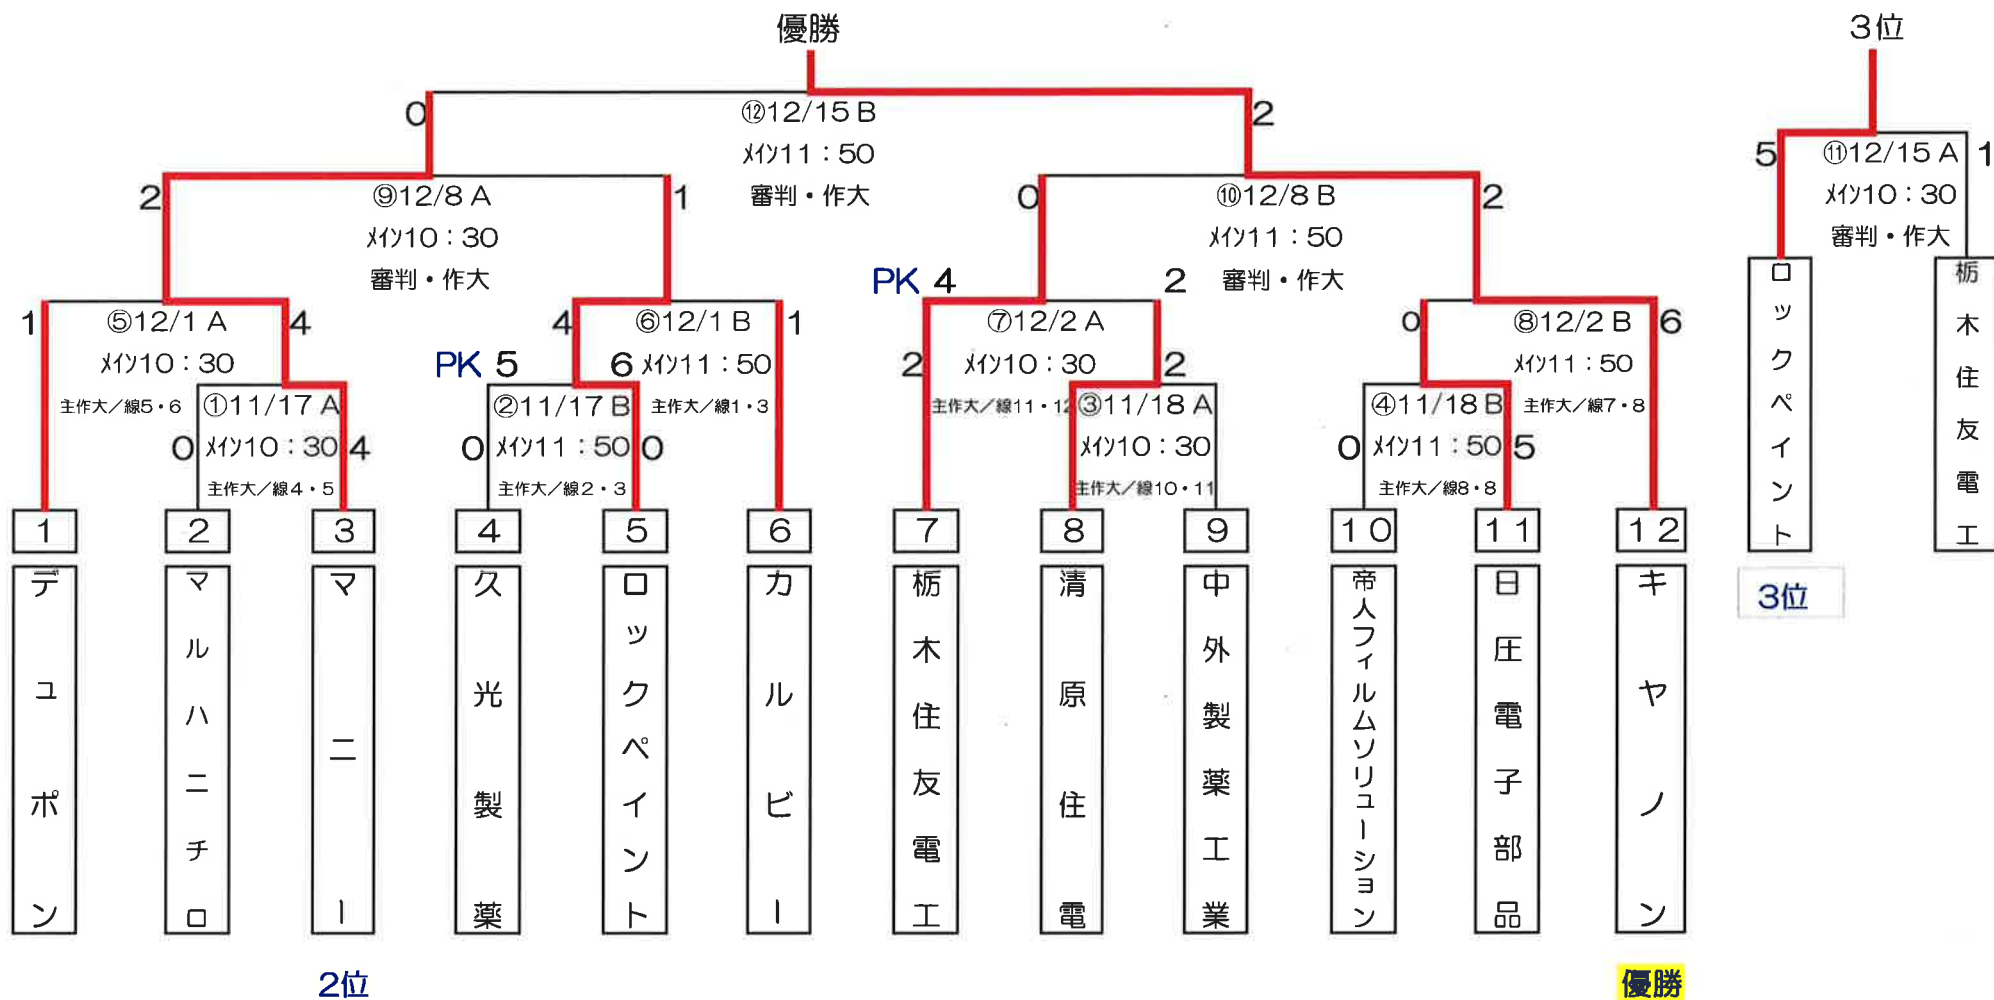 優勝
3位
0
⑫12/15 B
2
ﾒｲﾝ11：50
審判・作大
5
⑪12/15 A
1
ﾒｲﾝ10：30
審判・作大
2
⑨12/8 A
1
ﾒｲﾝ10：30
審判・作大
0
⑩12/8 B
2
ﾒｲﾝ11：50
審判・作大
1
⑤12/1 A
4
ﾒｲﾝ10：30
主作大／線5・6
4
⑥12/1 B
1
ﾒｲﾝ11：50
主作大／線1・3
PK 4
2
⑦12/2 A
2
ﾒｲﾝ10：30
主作大／線11・12
0
⑧12/2 B
6
ﾒｲﾝ11：50
主作大／線7・8
①11/17 A
0
ﾒｲﾝ10：30
4
主作大／線4・5
PK 5
6
②11/17 B
0
ﾒｲﾝ11：50
0
主作大／線2・3
2
③11/18 A
ﾒｲﾝ10：30
主作大／線10・11
④11/18 B
0
ﾒｲﾝ11：50
5
主作大／線8・8
1
2
3
4
5
6
7
8
9
10
11
12
デュポン
マルハニチロ
マニー
久光製薬
ロックペイント
カルビー
栃木住友電工
清原住電
中外製薬工業
帝人フィルムソリューション
日圧電子部品
キヤノン
ロックペイント
栃木住友電工
3位
2位
優勝